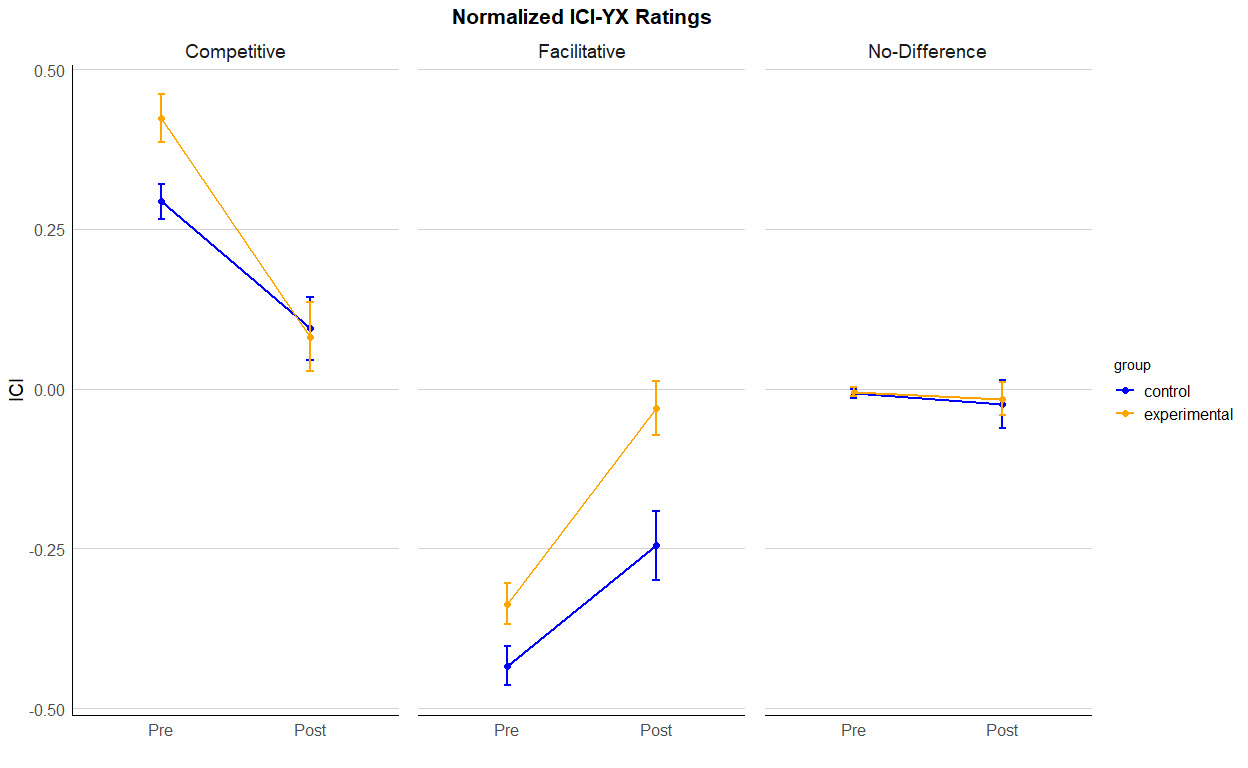 Normalized ICI-YX Ratings
Competitive
Facilitative
No-Difference
0.50
0.25
0.00
-0.25
-0.50
ICI
Pre
Post
Pre
Post
Pre
Post
group
control
experimental